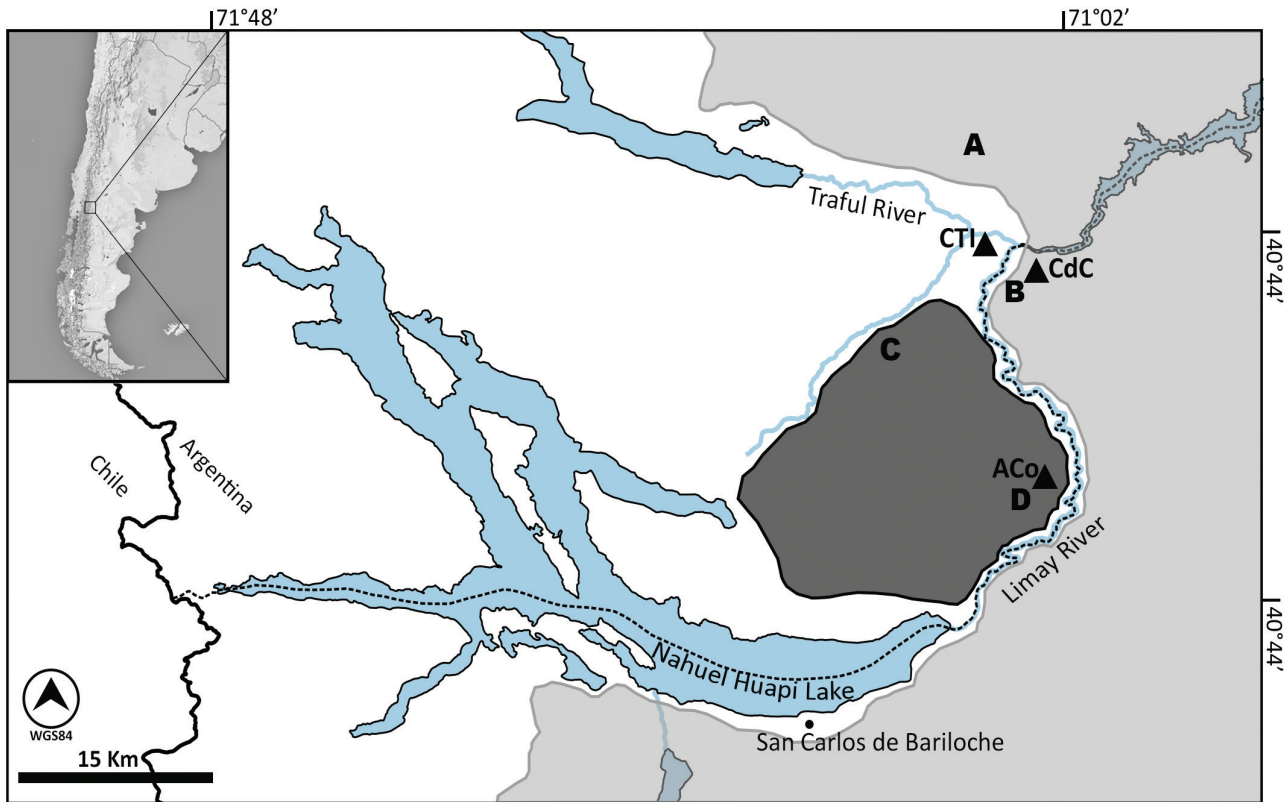 71°48′
71°02′
A
Traful River
CTI
CdC
B
40°44′
C
ACo
D
Chile
Argentina
Limay River
40°44′
Nahuel Huapi Lake
WGS84
San Carlos de Bariloche
15 Km